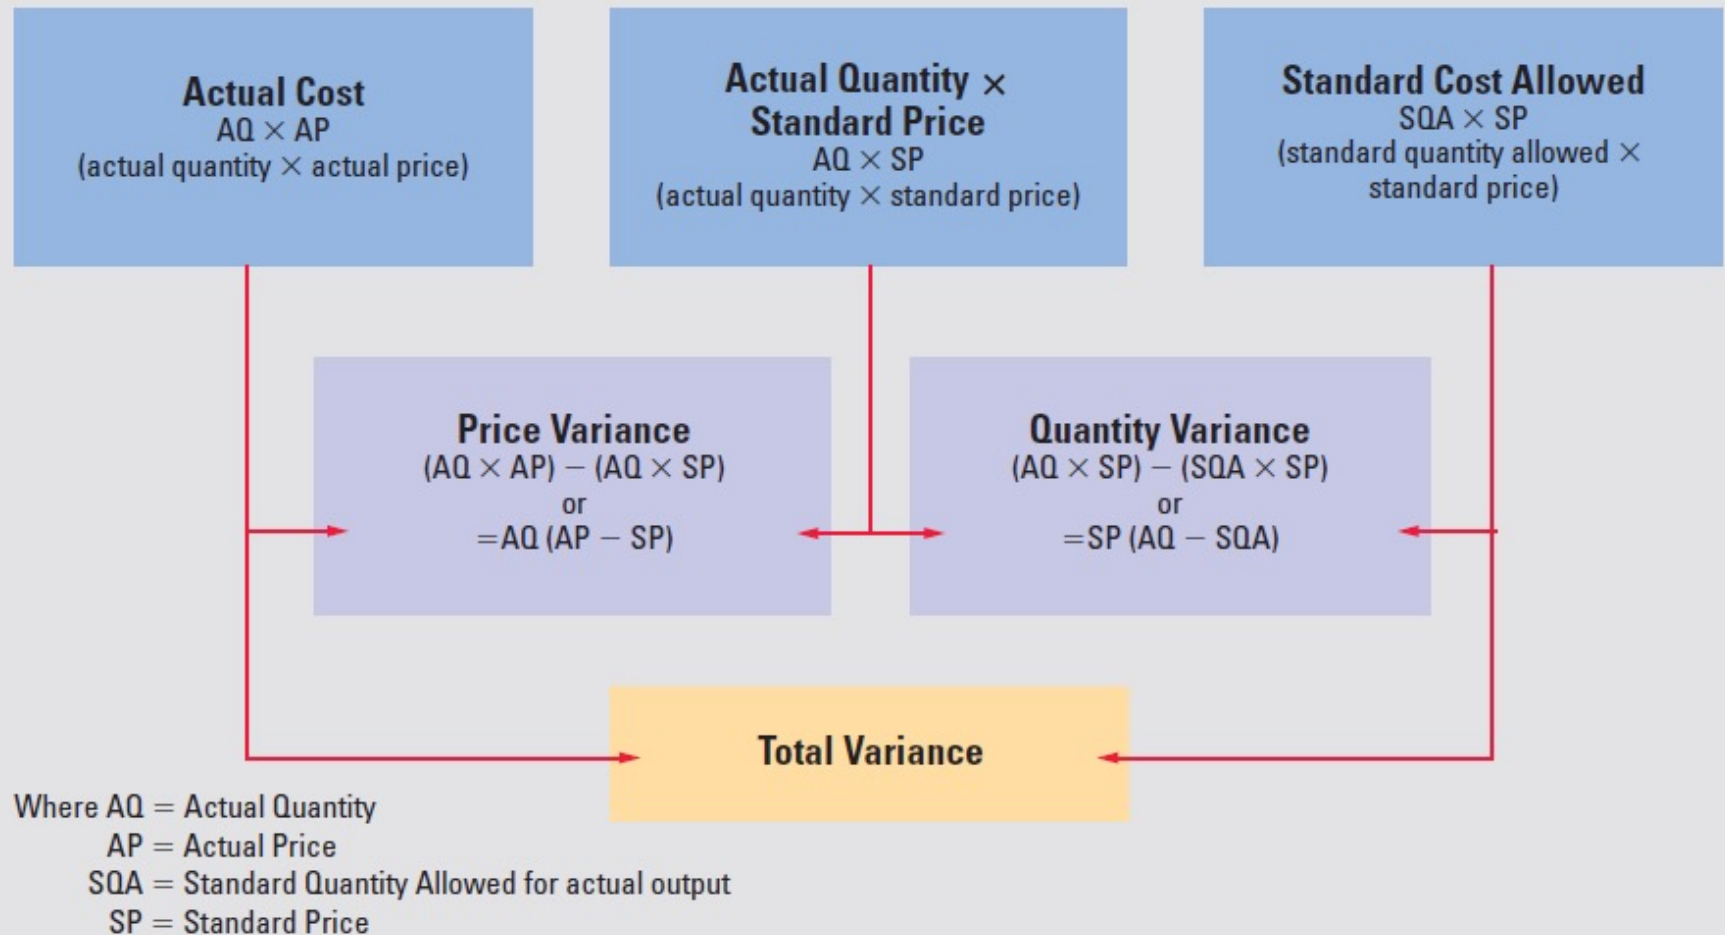 Actual Cost
AQ × AP
(actual quantity × actual price)
Actual Quantity ×
Standard Price
AQ × SP
(actual quantity × standard price)
Standard Cost Allowed
SQA × SP
(standard quantity allowed ×
standard price)
Price Variance
(AQ × AP) − (AQ × SP)
or
=AQ (AP − SP)
Quantity Variance
(AQ × SP) − (SQA × SP)
or
=SP (AQ − SQA)
Total Variance
Where AQ = Actual Quantity
AP = Actual Price
SQA = Standard Quantity Allowed for actual output
SP = Standard Price